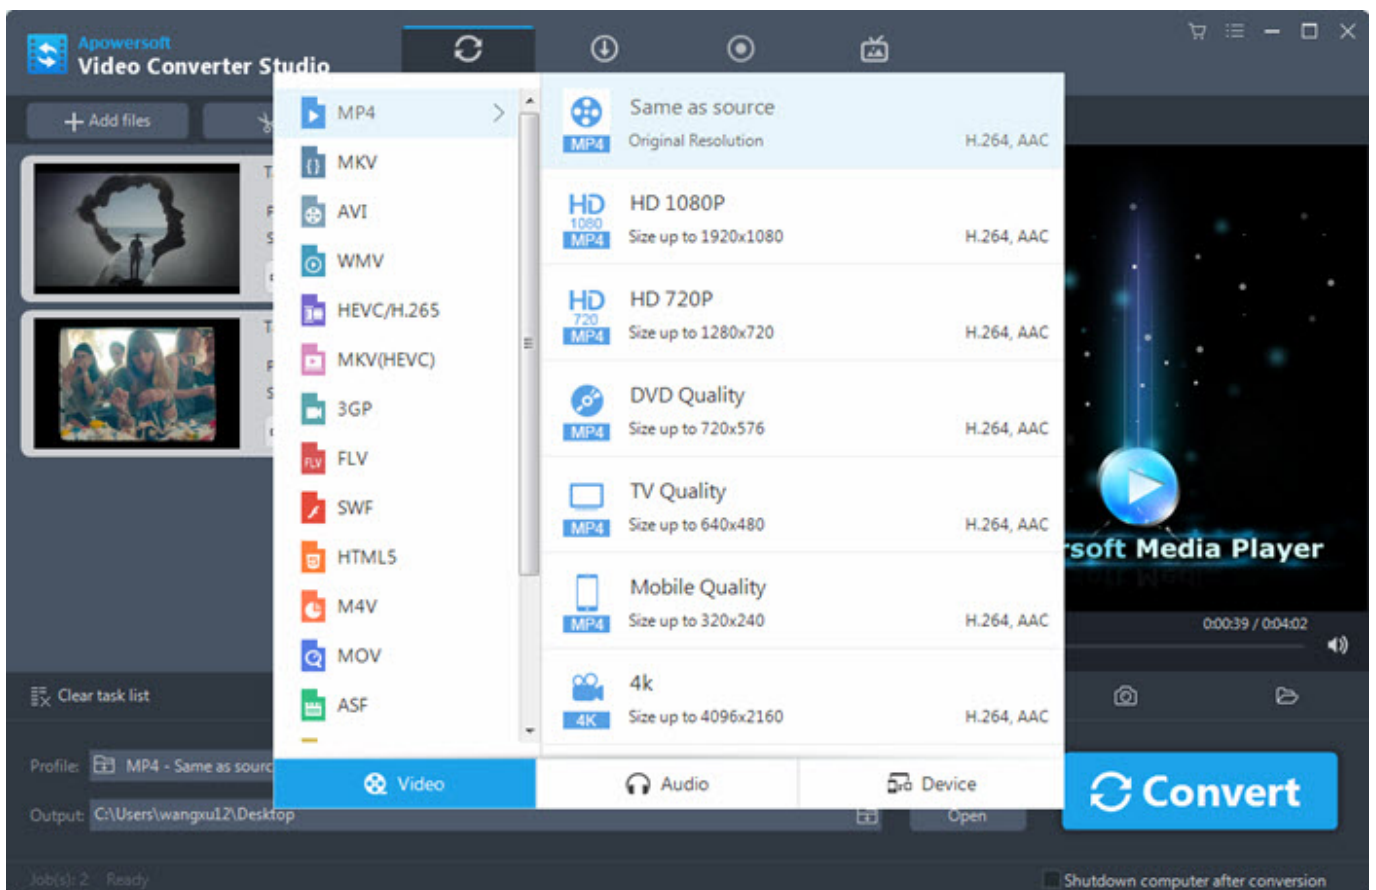 Apowersoft
Video Converter Studio
Add files
MP4
MKV
AVI
WMV
HEVC/H.265
MKV(HEVC)
3GP
FLV
FLV
SWF
HTML5
M4V
MOV
ASF
MP4
Same as source
Original Resolution H.264, AAC
HD
1080
MP4
HD 1080P
Size up to 1920x1080 H.264, AAC
HD
720
MP4
HD 720P
Size up to 1280x720 H.264, AAC
MP4
DVD Quality
Size up to 720x576 H.264, AAC
MP4
TV Quality
Size up to 640x480 H.264, AAC
MP4
Mobile Quality
Size up to 320x240 H.264, AAC
4K
4k
Size up to 4096x2160 H.264, AAC
Video Audio Device
rsoft Media Player
0:00:39 / 0:04:02
Clear task list
Profile: MP4 - Same as sourc
Output: C:\Users\wangxu12\Desktop
Open
Convert
Job(s): 2 Ready
Shutdown computer after conversion